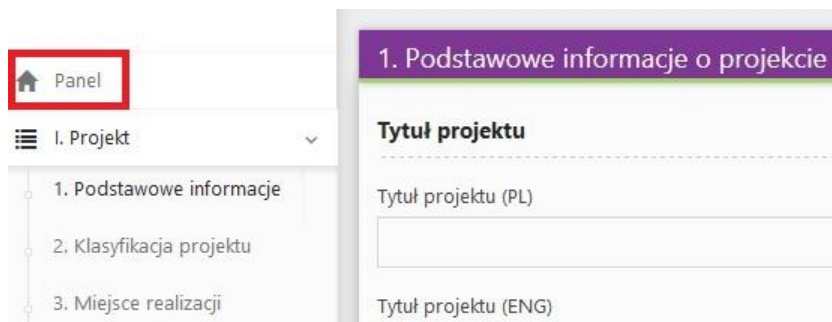 Panel
I. Projekt
1. Podstawowe informacje
2. Klasyfikacja projektu
3. Miejsce realizacji
1. Podstawowe informacje o projekcie
Tytuł projektu
Tytuł projektu (PL)
Tytuł projektu (ENG)